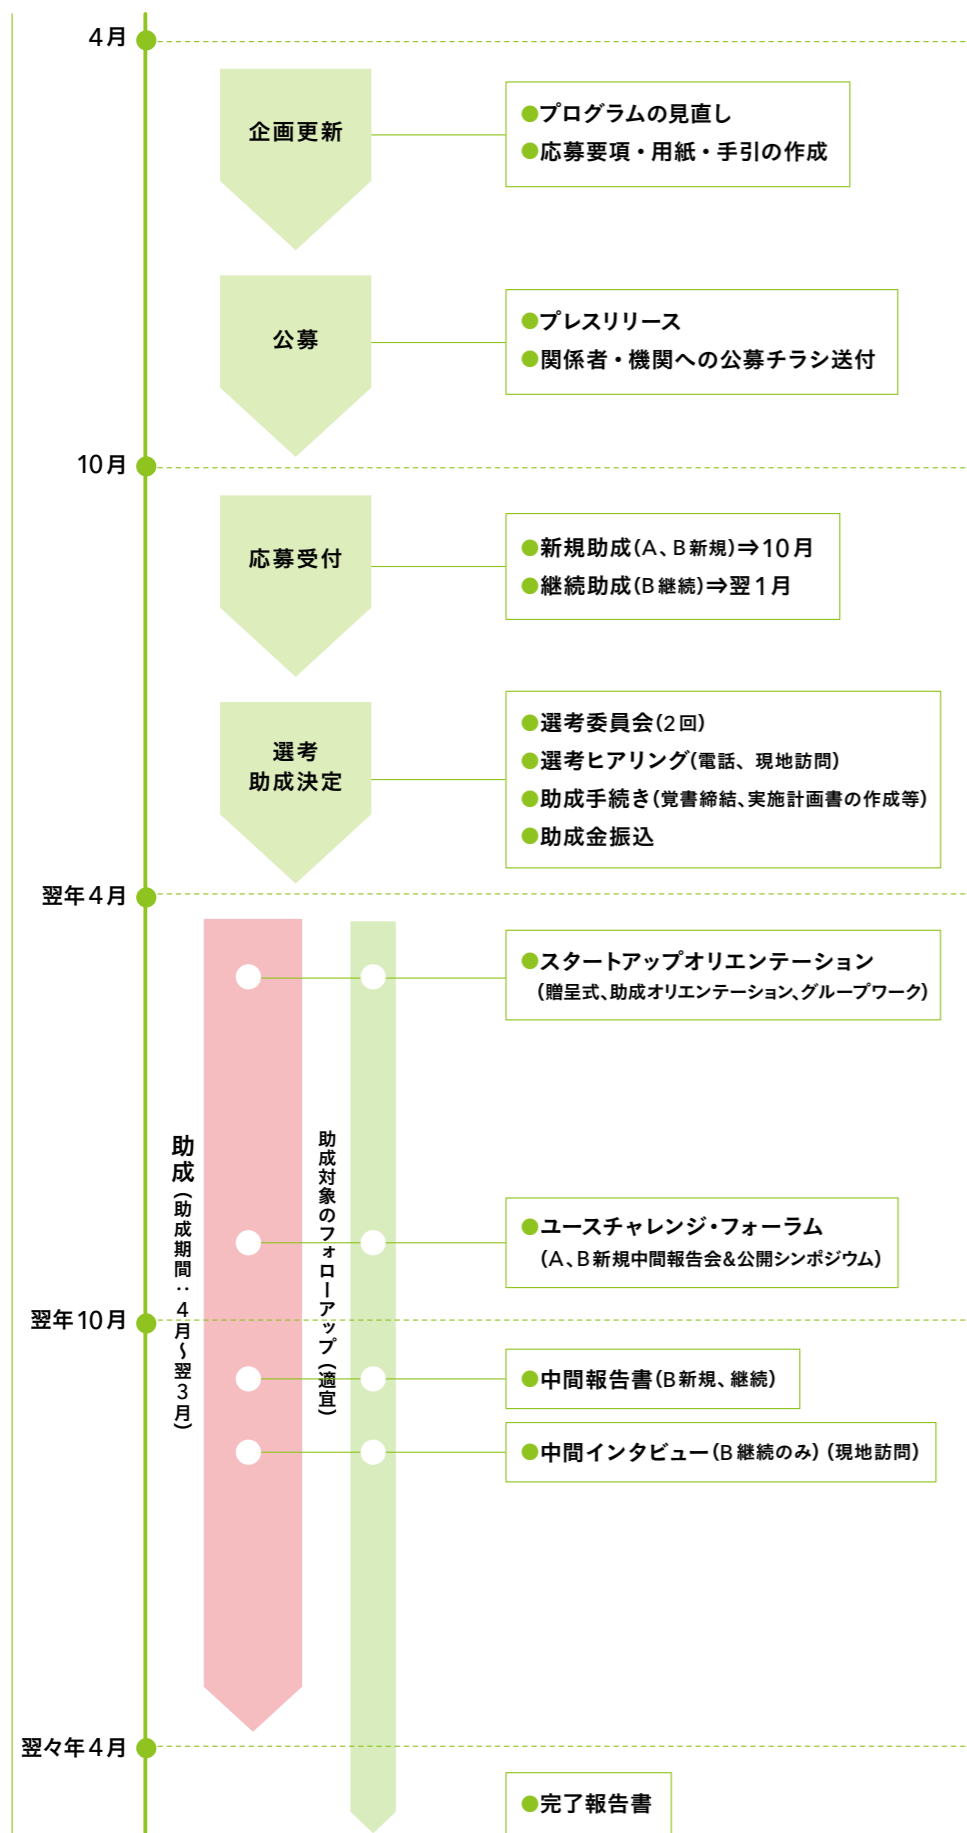 4月
企画更新
●プログラムの見直し
●応募要項・用紙・手引の作成
公募
●プレスリリース
●関係者・機関への公募チラシ送付
10月
応募受付
●新規助成(A、B新規)⇒10月
●継続助成(B継続)⇒翌1月
選考
助成決定
●選考委員会(2回)
●選考ヒアリング(電話、現地訪問)
●助成手続き(覚書締結、実施計画書の作成等)
●助成金振込
翌年4月
●スタートアップオリエンテーション
(贈呈式、助成オリエンテーション、グループワーク)
助成(助成期間：4月〜翌3月)
助成対象のフォローアップ(適宜)
●ユースチャレンジ・フォーラム
(A、B新規中間報告会&公開シンポジウム)
翌年10月
●中間報告書(B新規、継続)
●中間インタビュー(B継続のみ)(現地訪問)
翌々年4月
●完了報告書